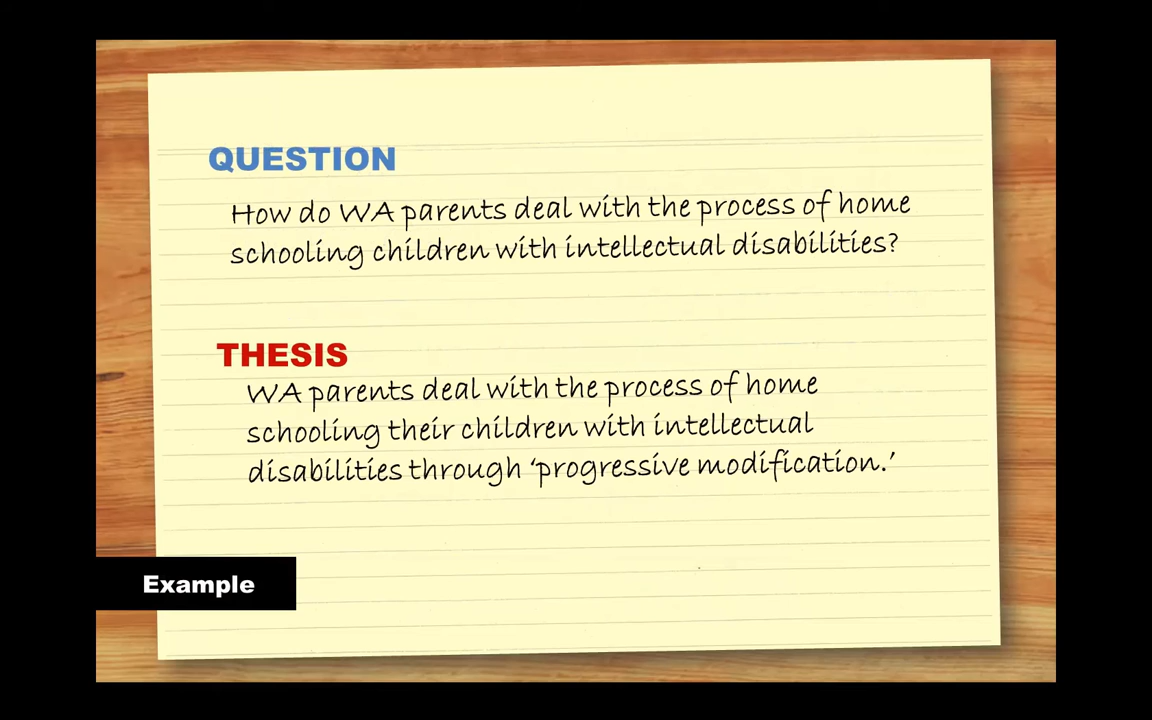 QUESTION
How do WA parents deal with the process of home
schooling children with intellectual disabilities?
THESIS
WA parents deal with the process of home
schooling their children with intellectual
disabilities through ‘progressive modification.’
Example